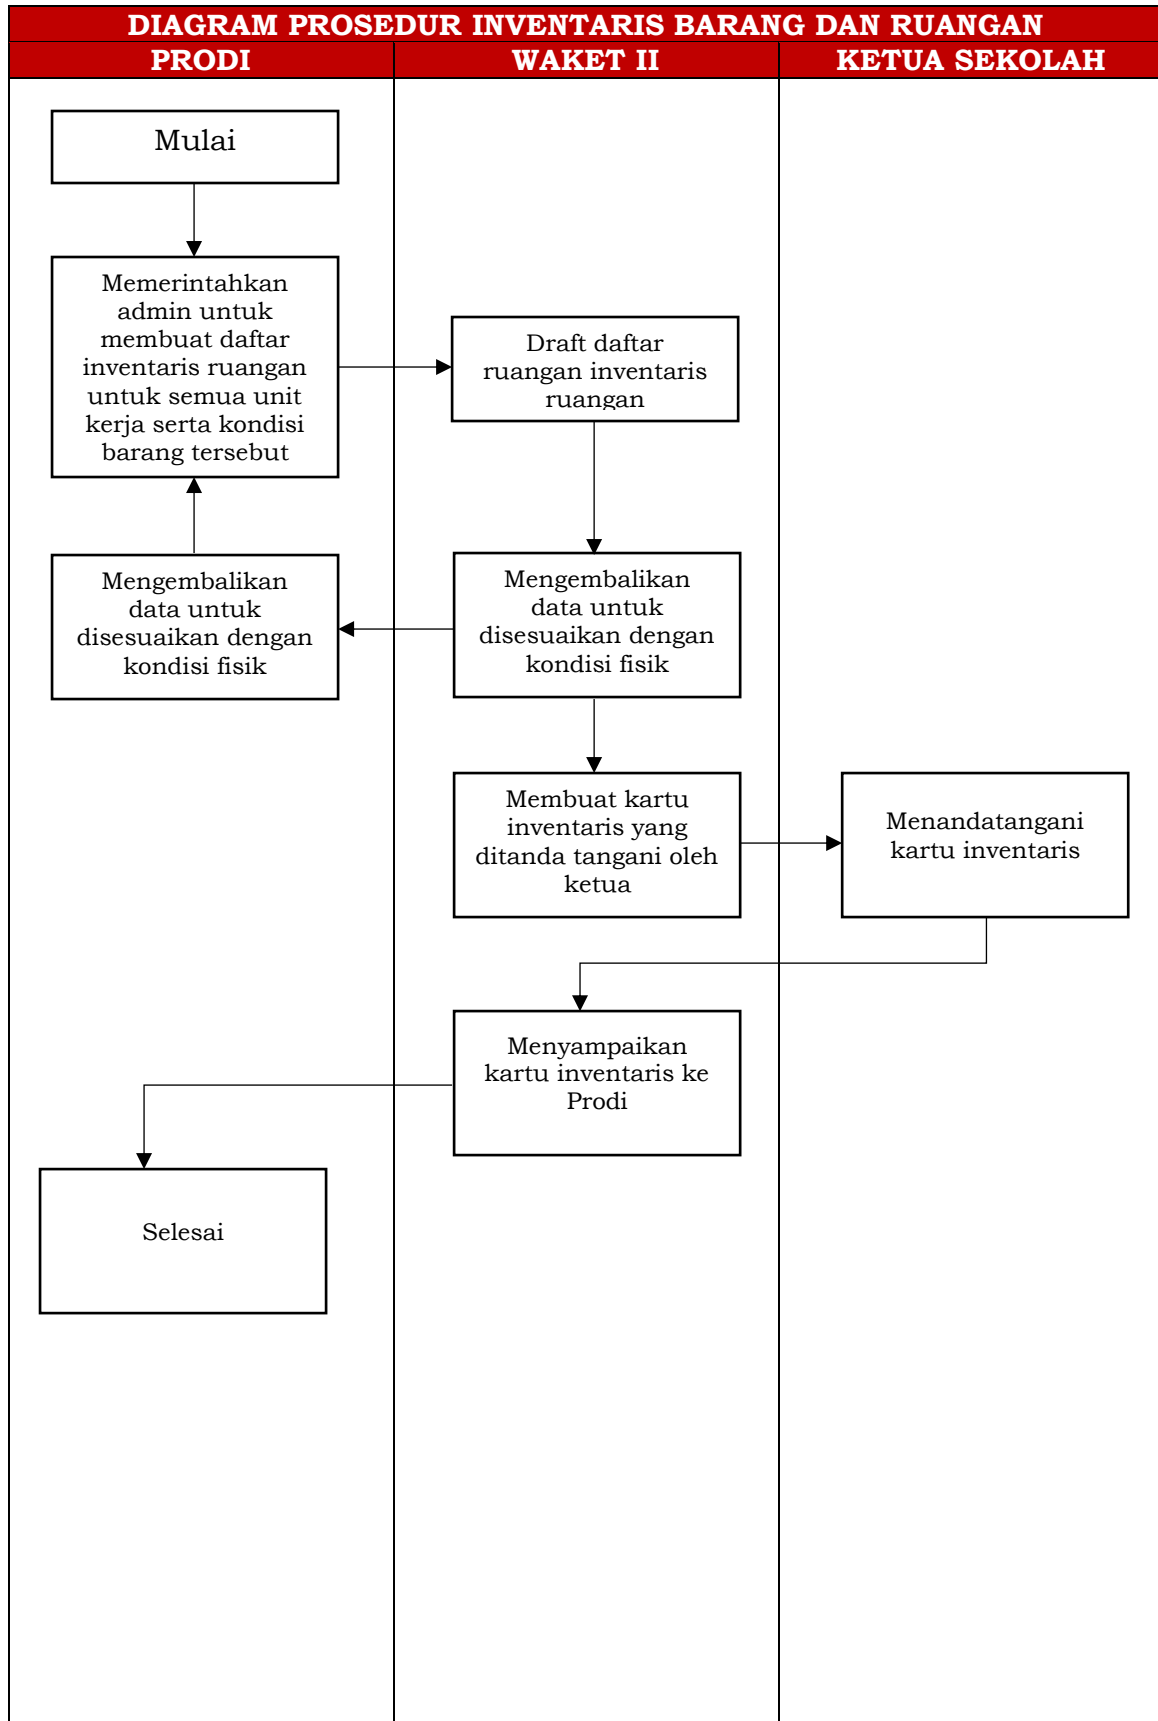 DIAGRAM PROSEDUR INVENTARIS BARANG DAN RUANGAN
PRODI
WAKET II
KETUA SEKOLAH
Mulai
Memerintahkan
admin untuk
membuat daftar
inventaris ruangan
untuk semua unit
kerja serta kondisi
barang tersebut
Draft daftar
ruangan inventaris
ruangan
Mengembalikan
data untuk
disesuaikan dengan
kondisi fisik
Mengembalikan
data untuk
disesuaikan dengan
kondisi fisik
Membuat kartu
inventaris yang
ditanda tangani oleh
ketua
Menandatangani
kartu inventaris
Menyampaikan
kartu inventaris ke
Prodi
Selesai